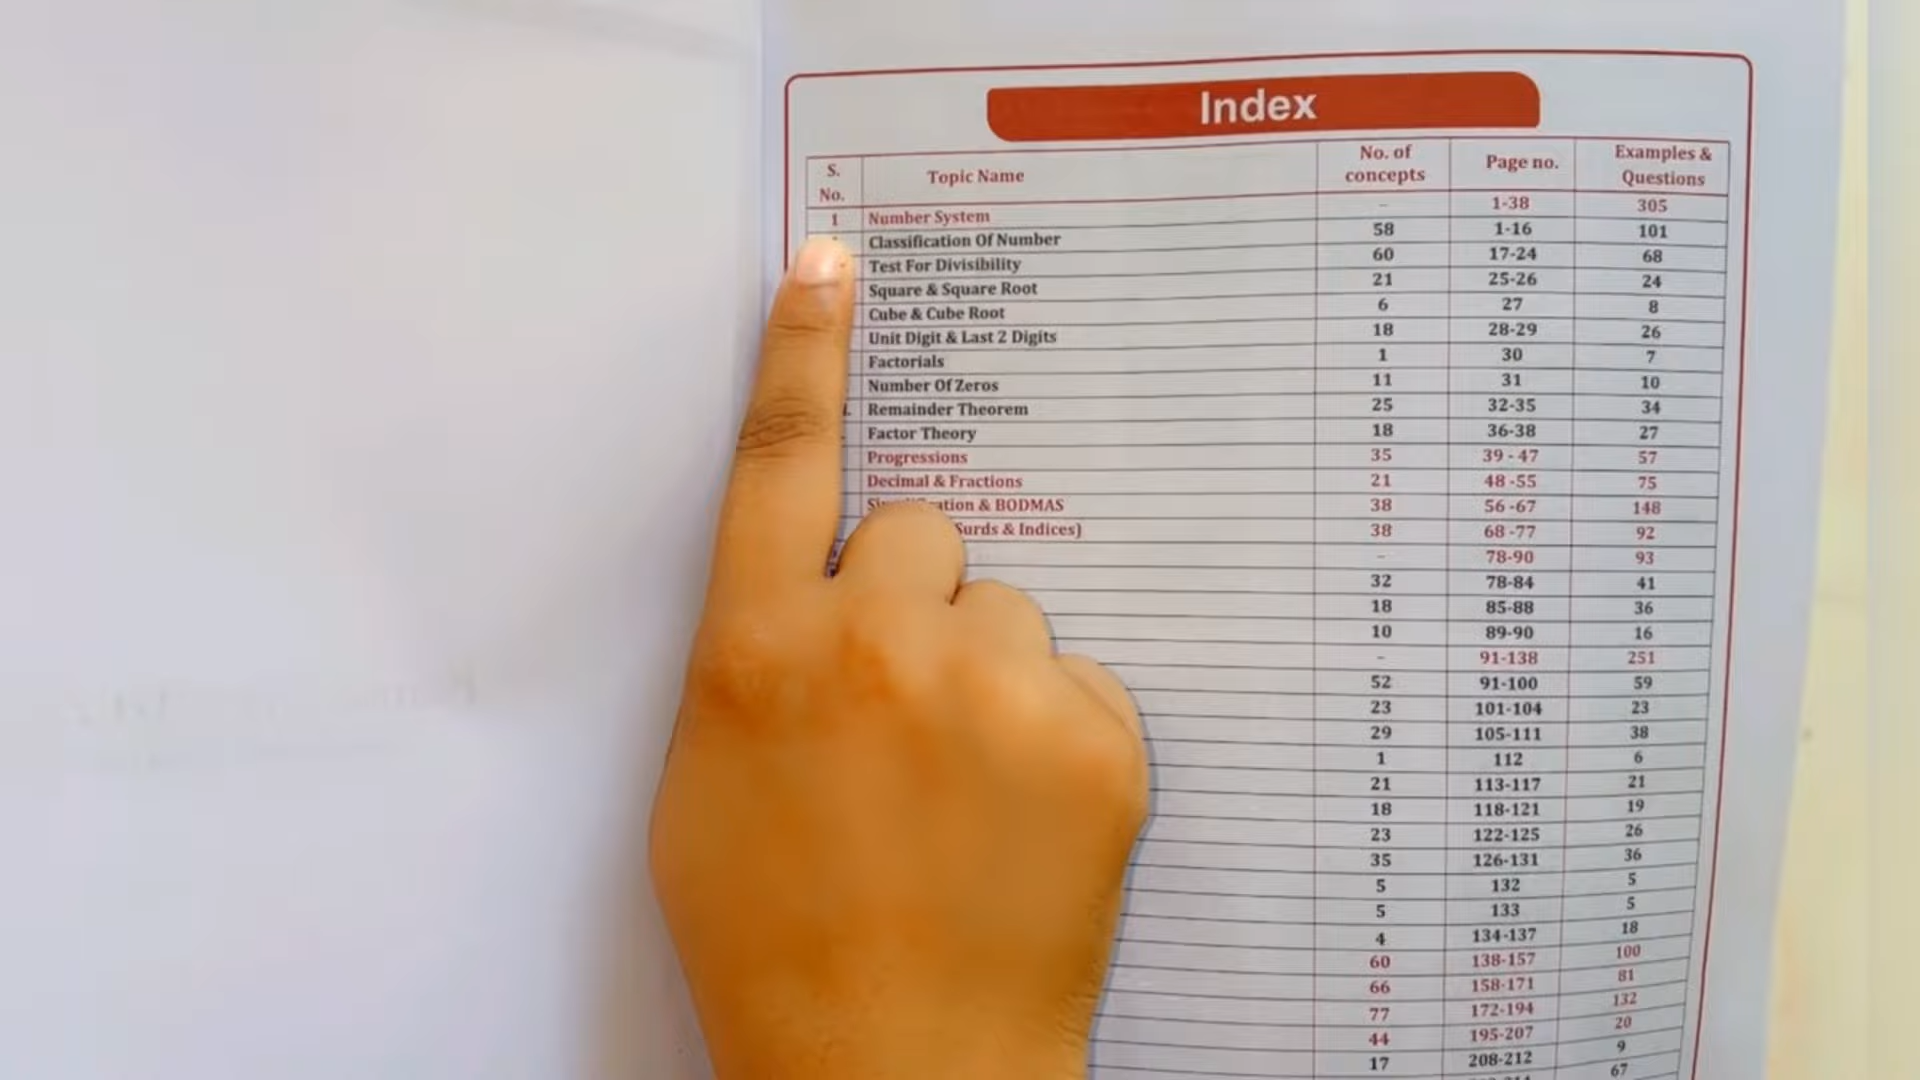 Index
S. No. Topic Name No. of concepts Page no. Examples & Questions
1 Number System – 1-38 305
Classification Of Number 58 1-16 101
Test For Divisibility 60 17-24 68
Square & Square Root 21 25-26 24
Cube & Cube Root 6 27 8
Unit Digit & Last 2 Digits 18 28-29 26
Factorials 1 30 7
Number Of Zeros 11 31 10
Remainder Theorem 25 32-35 34
Factor Theory 18 36-38 27
Progressions 35 39 - 47 57
Decimal & Fractions 21 48 -55 75
& BODMAS 38 56 -67 148
Surds & Indices) 38 68 -77 92
– 78-90 93
32 78-84 41
18 85-88 36
10 89-90 16
– 91-138 251
52 91-100 59
23 101-104 23
29 105-111 38
1 112 6
21 113-117 21
18 118-121 19
23 122-125 26
35 126-131 36
5 132 5
5 133 5
4 134-137 18
60 138-157 100
66 158-171 81
77 172-194 132
44 195-207 20
17 208-212 9
67